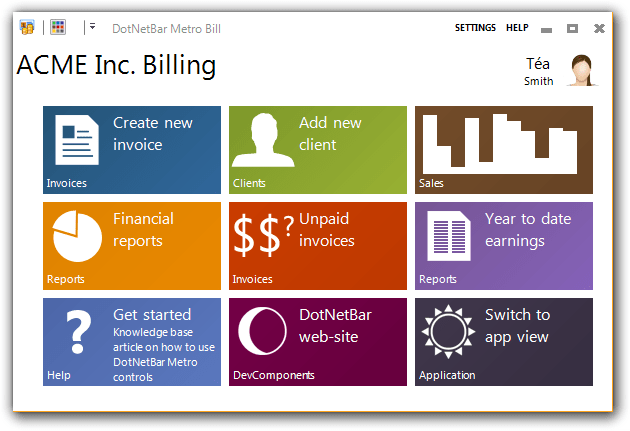 DotNetBar Metro Bill
SETTINGS HELP
ACME Inc. Billing
Téa
Smith
Create new
invoice
Invoices
Add new
client
Clients
Sales
Financial
reports
Reports
$$?
Unpaid
invoices
Invoices
Year to date
earnings
Reports
?
Get started
Knowledge base
article on how to use
DotNetBar Metro
controls
Help
DotNetBar
web-site
DevComponents
Switch to
app view
Application